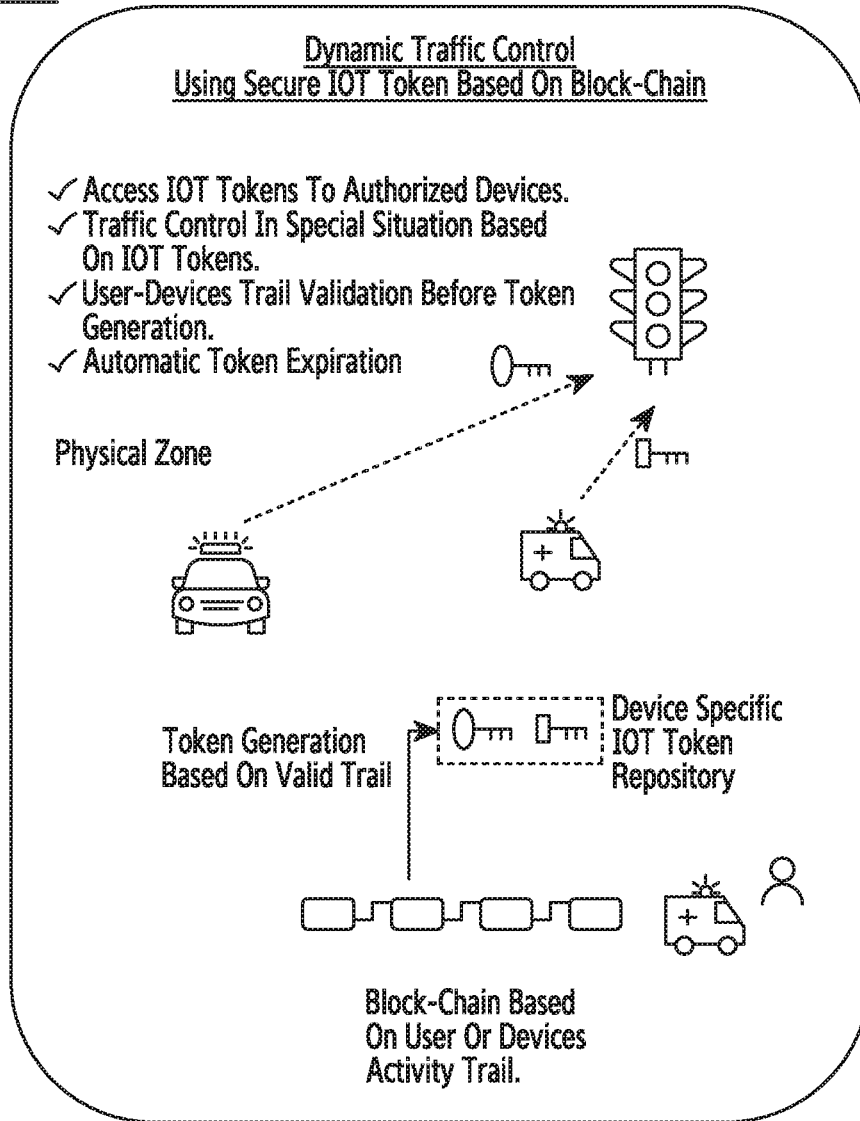 Dynamic Traffic Control
Using Secure IOT Token Based On Block-Chain
✓ Access IOT Tokens To Authorized Devices.
✓ Traffic Control In Special Situation Based
On IOT Tokens.
✓ User-Devices Trail Validation Before Token
Generation.
✓ Automatic Token Expiration
Physical Zone
Token Generation
Based On Valid Trail
Device Specific
IOT Token
Repository
Block-Chain Based
On User Or Devices
Activity Trail.